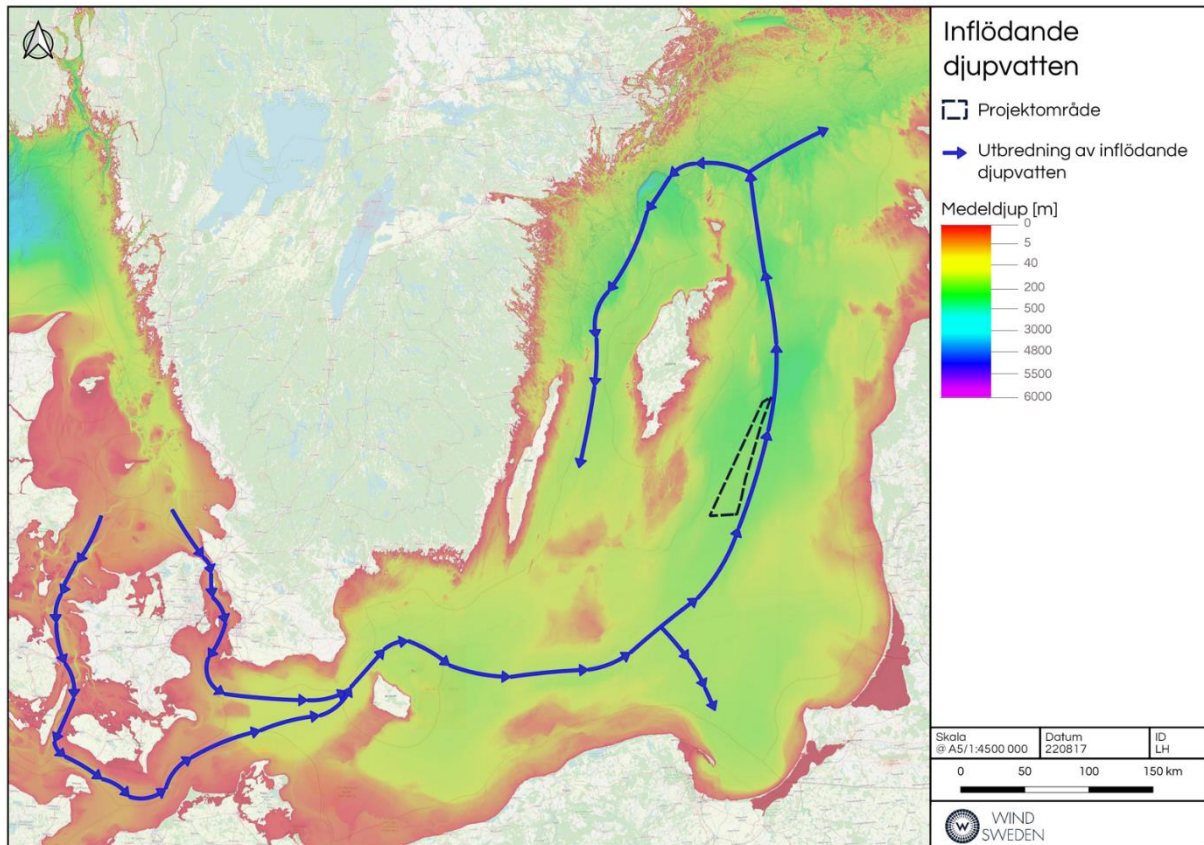 Inflödande
djupvatten
Projektområde
Utbredning av inflödande
djupvatten
Medeldjup [m]
0
5
40
200
500
3000
4800
5500
6000
Skala
@ A5/1:4500 000
Datum
220817
ID
LH
0 50 100 150 km
W
WIND
SWEDEN